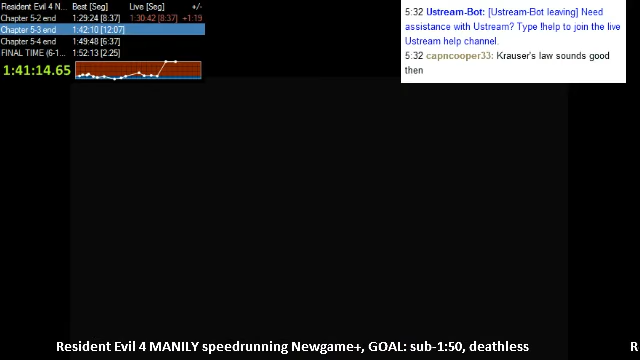 Resident Evil 4 N... Best [Seg] Live [Seg] +/-
Chapter 5-2 end 1:29:24 [8:37] 1:30:42 [8:37] +1:19
Chapter 5-3 end 1:42:10 [12:07]
Chapter 5-4 end 1:49:48 [6:37]
FINAL TIME (6-1... 1:52:13 [2:25]
1:41:14.65
5:32 Ustream-Bot: [Ustream-Bot leaving] Need
assistance with Ustream? Type !help to join the live
Ustream help channel.
5:32 capncooper33: Krauser's law sounds good
then
Resident Evil 4 MANILY speedrunning Newgame+, GOAL: sub-1:50, deathless
R